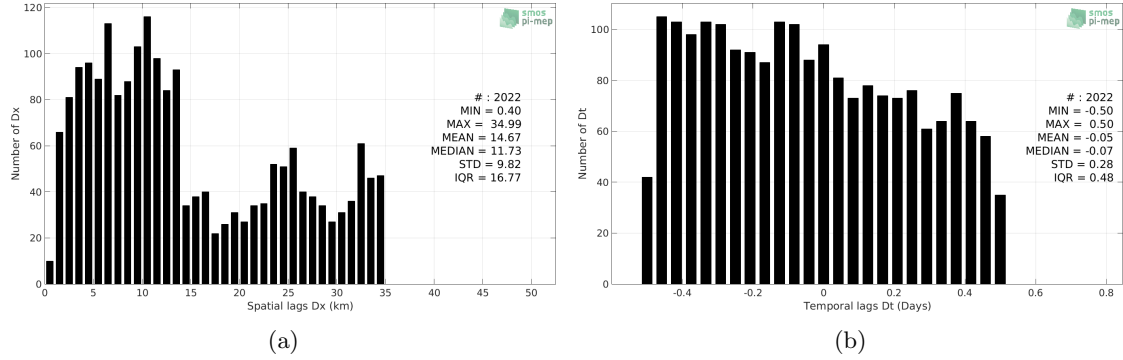 120
100
80
60
40
20
0
0 5 10 15 20 25 30 35 40 45 50
Number of Dx
Spatial lags Dx (km)
smos
pi-mep
# : 2022
MIN = 0.40
MAX = 34.99
MEAN = 14.67
MEDIAN = 11.73
STD = 9.82
IQR = 16.77
(a)
100
80
60
40
20
0
-0.4 -0.2 0 0.2 0.4 0.6 0.8
Number of Dt
Temporal lags Dt (Days)
smos
pi-mep
# : 2022
MIN = -0.50
MAX = 0.50
MEAN = -0.05
MEDIAN = -0.07
STD = 0.28
IQR = 0.48
(b)